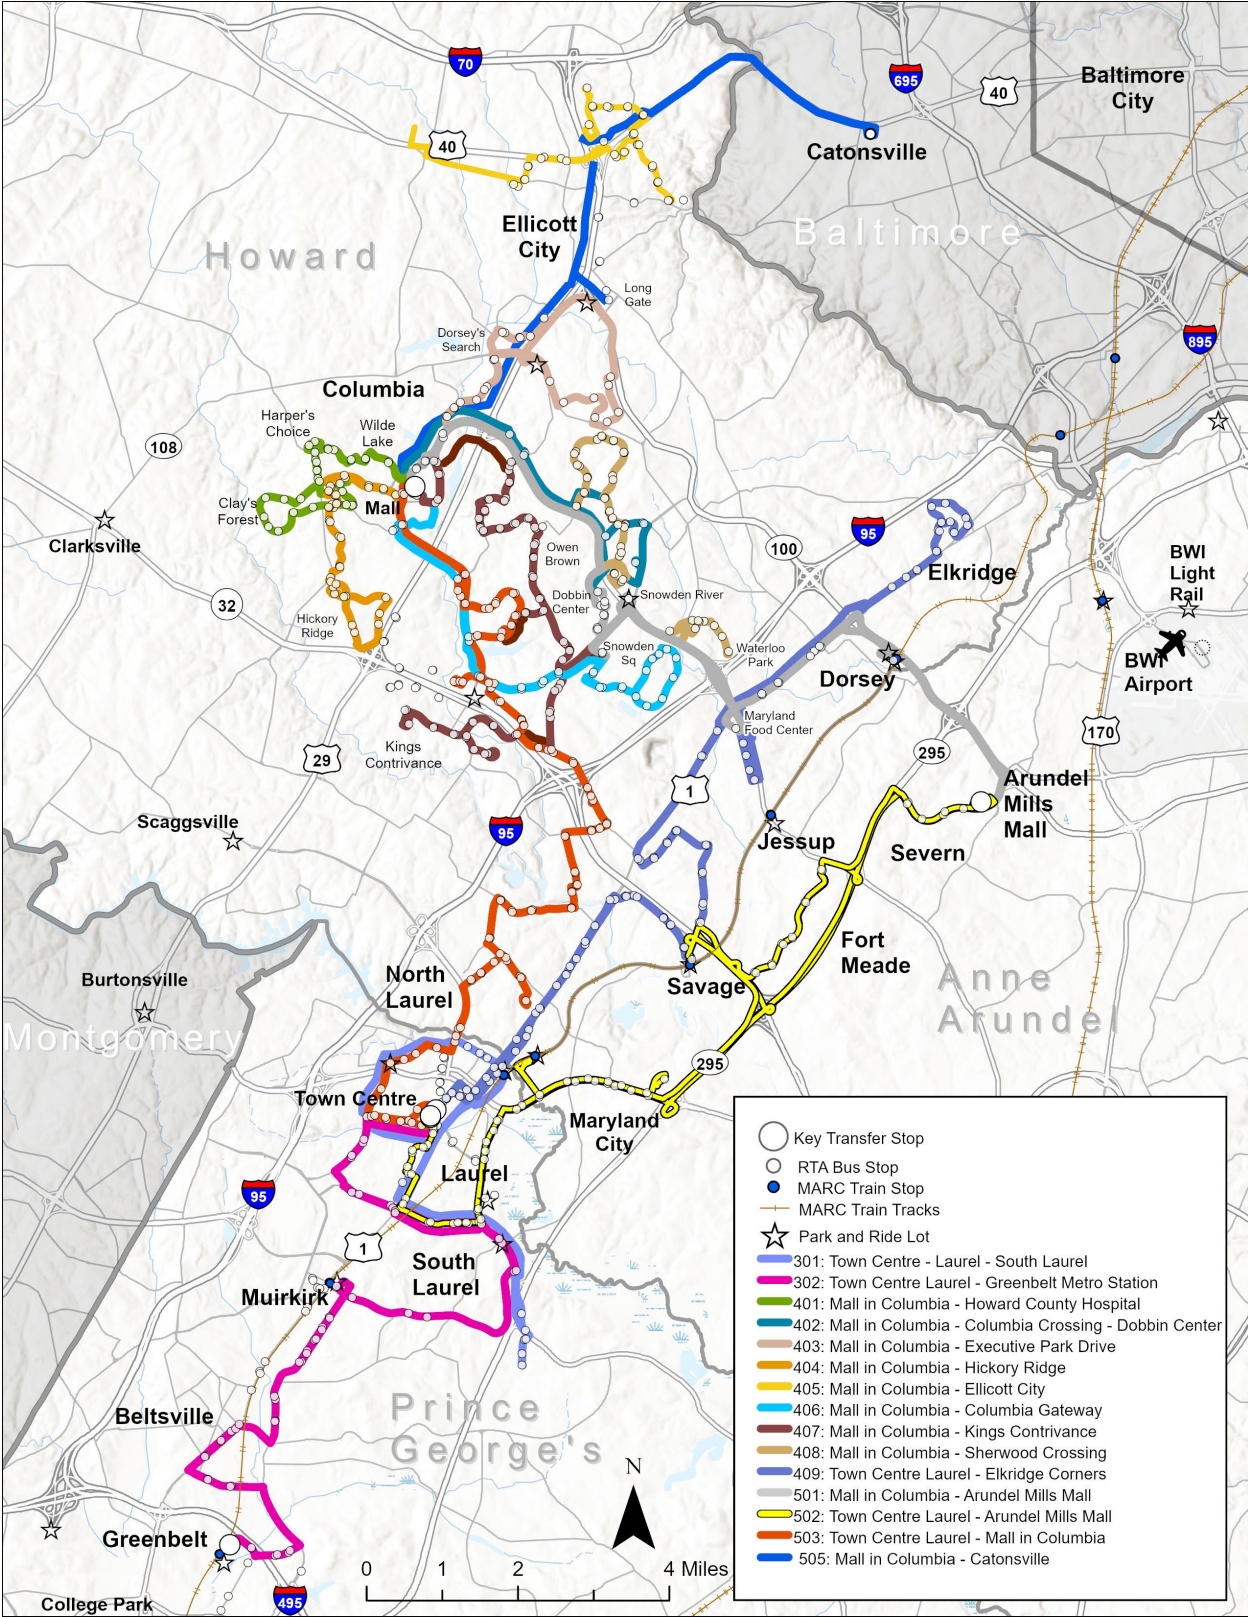 70
695
40
Baltimore
City
40
Catonsville
Ellicott
City
Baltimore
Howard
Long
Gate
Dorsey's
Search
895
Columbia
Harper's
Choice
Wilde
Lake
108
Clay's
Forest
Mall
Clarksville
95
100
Owen
Brown
Elkridge
BWI
Light
Rail
32
Dobbin
Center
Snowden River
Hickory
Ridge
Snowden
Sq
Waterloo
Park
BWI
Airport
Dorsey
Maryland
Food Center
Kings
Contrivance
29
170
295
1
Arundel
Mills
Mall
Scaggsville
95
Jessup
Severn
Fort
Meade
North
Laurel
Burtonsville
Savage
Anne
Arundel
Montgomery
295
Town Centre
Maryland
City
Laurel
95
1
South
Laurel
Muirkirk
Beltsville
Prince
George's
Greenbelt
495
College Park
N
0 1 2 4 Miles
Key Transfer Stop
RTA Bus Stop
MARC Train Stop
MARC Train Tracks
Park and Ride Lot
301: Town Centre - Laurel - South Laurel
302: Town Centre Laurel - Greenbelt Metro Station
401: Mall in Columbia - Howard County Hospital
402: Mall in Columbia - Columbia Crossing - Dobbin Center
403: Mall in Columbia - Executive Park Drive
404: Mall in Columbia - Hickory Ridge
405: Mall in Columbia - Ellicott City
406: Mall in Columbia - Columbia Gateway
407: Mall in Columbia - Kings Contrivance
408: Mall in Columbia - Sherwood Crossing
409: Town Centre Laurel - Elkridge Corners
501: Mall in Columbia - Arundel Mills Mall
502: Town Centre Laurel - Arundel Mills Mall
503: Town Centre Laurel - Mall in Columbia
505: Mall in Columbia - Catonsville